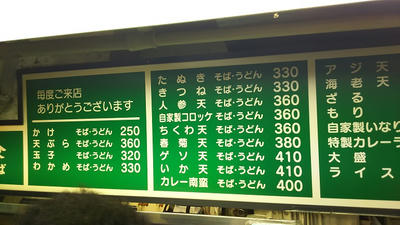 毎度ご来店
ありがとうございます
かけ そば・うどん 250
天ぷら そば・うどん 360
玉子 そば・うどん 320
わかめ そば・うどん 330
たぬき そば・うどん 330
きつね そば・うどん 330
人参天 そば・うどん 360
自家製コロッケ そば・うどん 360
ちくわ天 そば・うどん 360
春菊天 そば・うどん 380
ゲソ天 そば・うどん 410
いか天 そば・うどん 410
カレー南蛮 そば・うどん 400
アジ天
海老天
ざる
もり
自家製いなり
特製カレーラ
大盛
ライス